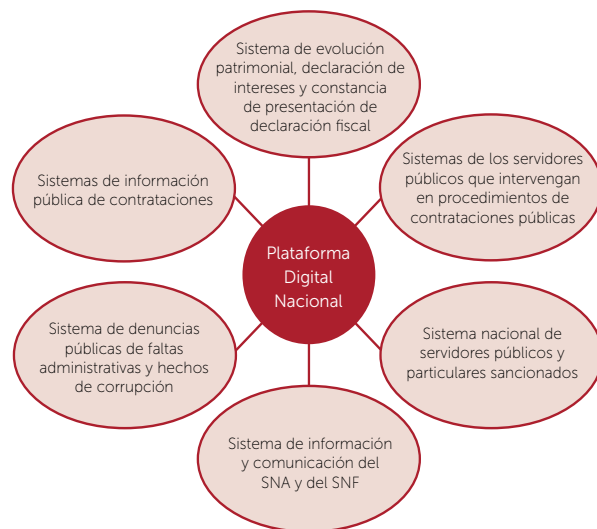 Sistema de evolución
patrimonial, declaración de
intereses y constancia
de presentación de
declaración fiscal
Sistemas de información
pública de contrataciones
Sistemas de los servidores
públicos que intervengan
en procedimientos de
contrataciones públicas
Plataforma
Digital
Nacional
Sistema de denuncias
públicas de faltas
administrativas y hechos
de corrupción
Sistema nacional de
servidores públicos y
particulares sancionados
Sistema de información
y comunicación del
SNA y del SNF